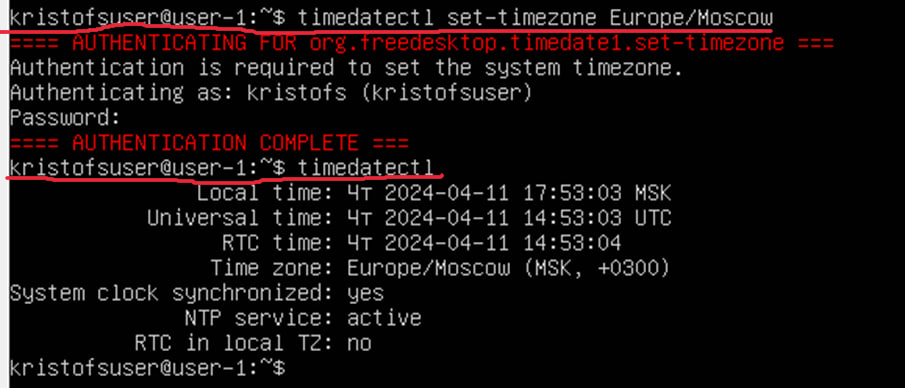 kristofsuser@user-1:~$ timedatectl set-timezone Europe/Moscow
==== AUTHENTICATING FOR org.freedesktop.timedate1.set-timezone ===
Authentication is required to set the system timezone.
Authenticating as: kristofs (kristofsuser)
Password:
==== AUTHENTICATION COMPLETE ===
kristofsuser@user-1:~$ timedatectl
Local time: Чт 2024-04-11 17:53:03 MSK
Universal time: Чт 2024-04-11 14:53:03 UTC
RTC time: Чт 2024-04-11 14:53:04
Time zone: Europe/Moscow (MSK, +0300)
System clock synchronized: yes
NTP service: active
RTC in local TZ: no
kristofsuser@user-1:~$